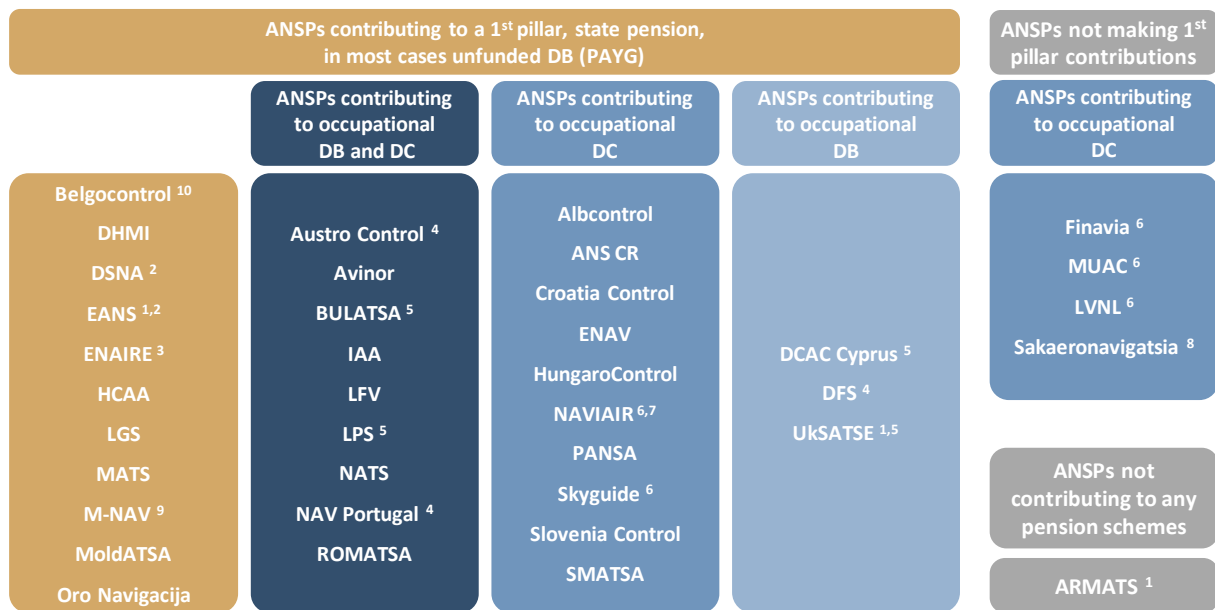 ANSPs contributing to a 1st pillar, state pension,
in most cases unfunded DB (PAYG)
ANSPs not making 1st
pillar contributions
ANSPs contributing
to occupational
DB and DC
ANSPs contributing
to occupational
DC
ANSPs contributing
to occupational
DB
ANSPs contributing
to occupational
DC
Belgocontrol 10
DHMI
DSNA 2
EANS 1,2
ENAIRE 3
HCAA
LGS
MATS
M-NAV 9
MoldATSA
Oro Navigacija
Austro Control 4
Avinor
BULATSA 5
IAA
LFV
LPS 5
NATS
NAV Portugal 4
ROMATSA
Albcontrol
ANS CR
Croatia Control
ENAV
HungaroControl
NAVIAIR 6,7
PANSA
Skyguide 6
Slovenia Control
SMATSA
DCAC Cyprus 5
DFS 4
UkSATSE 1,5
Finavia 6
MUAC 6
LVNL 6
Sakaeronavigatsia 8
ANSPs not
contributing to any
pension schemes
ARMATS 1